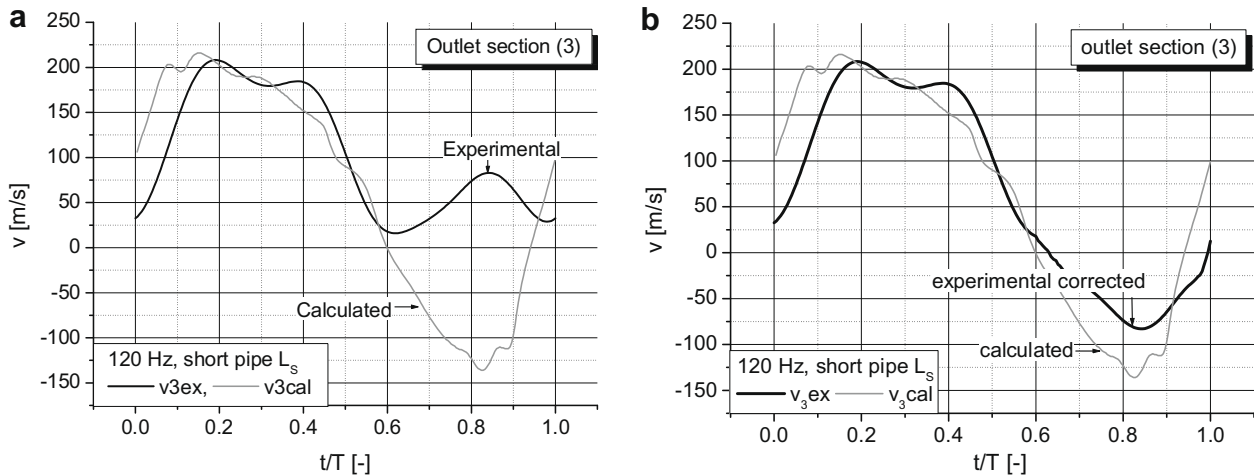 a
250
200
150
100
50
0
-50
-100
-150
v [m/s]
Outlet section (3)
Experimental
Calculated
120 Hz, short pipe L_S
v3ex, v3cal
0.0 0.2 0.4 0.6 0.8 1.0
t/T [-]
b
250
200
150
100
50
0
-50
-100
-150
v [m/s]
outlet section (3)
experimental corrected
calculated
120 Hz, short pipe L_S
v_3ex v_3cal
0.0 0.2 0.4 0.6 0.8 1.0
t/T [-]